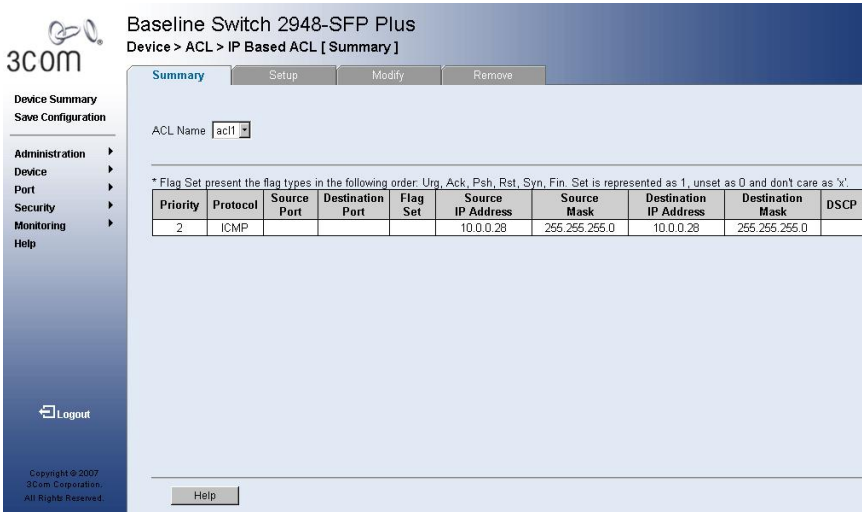 3COM
Baseline Switch 2948-SFP Plus
Device > ACL > IP Based ACL [ Summary ]
Summary Setup Modify Remove
Device Summary
Save Configuration
Administration
Device
Port
Security
Monitoring
Help
Logout
Copyright © 2007
3Com Corporation.
All Rights Reserved.
ACL Name acl1
* Flag Set present the flag types in the following order: Urg, Ack, Psh, Rst, Syn, Fin. Set is represented as 1, unset as 0 and don't care as 'x'.
Priority Protocol Source Port Destination Port Flag Set Source IP Address Source Mask Destination IP Address Destination Mask DSCP
2 ICMP 10.0.0.28 255.255.255.0 10.0.0.28 255.255.255.0
Help